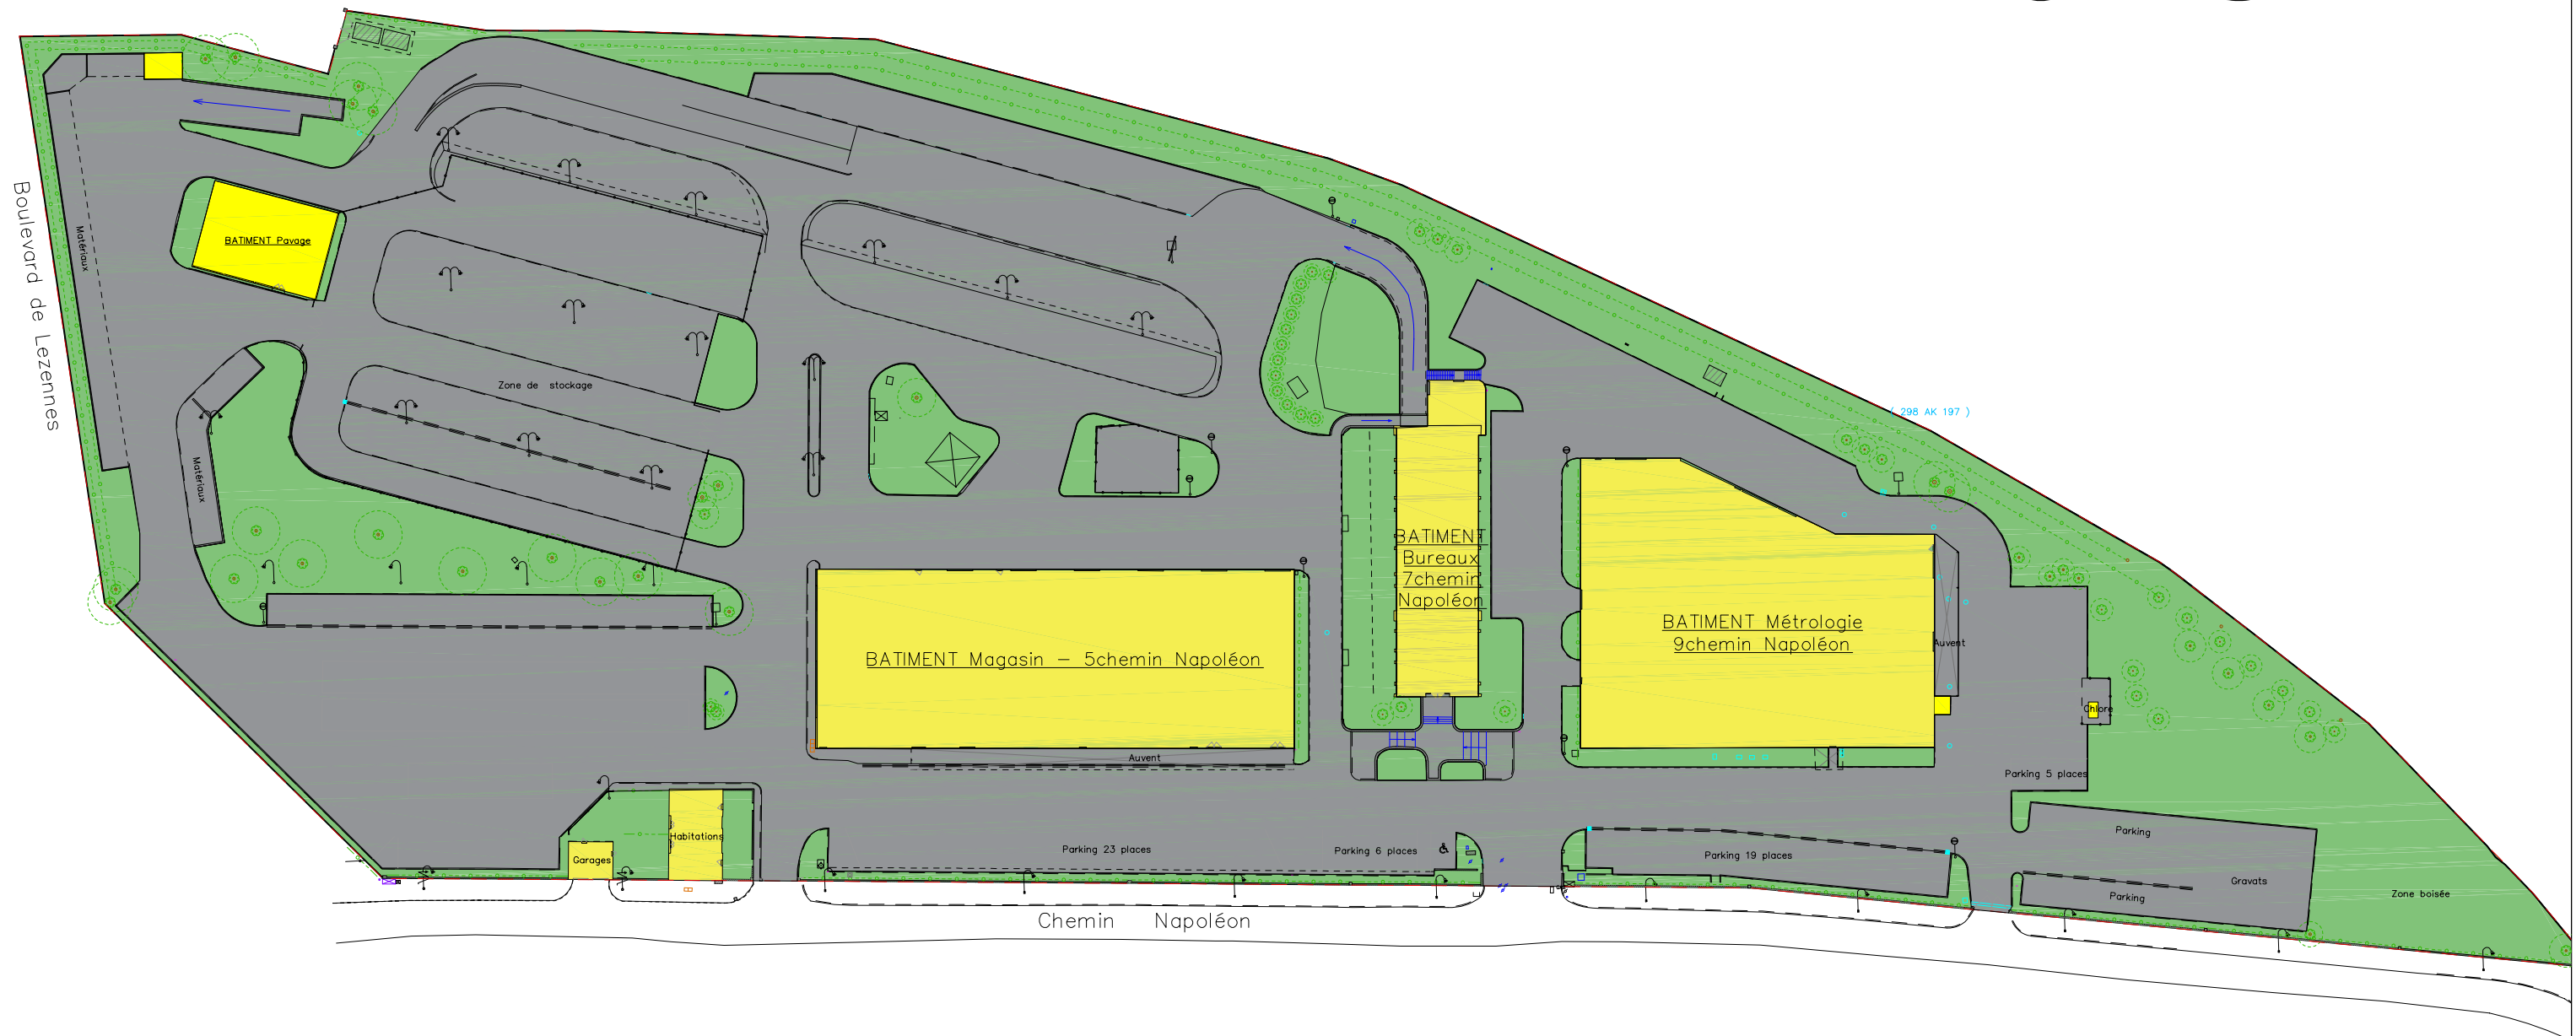 Boulevard de Lezennes
Matériaux
BATIMENT Pavage
Matériaux
Zone de stockage
( 298 AK 197 )
BATIMENT
Bureaux
7chemin
Napoléon
BATIMENT Magasin - 5chemin Napoléon
Auvent
BATIMENT Métrologie
9chemin Napoléon
Auvent
Chlore
Parking 5 places
Habitations
Garages
Parking 23 places
Parking 6 places
Parking 19 places
Parking
Parking
Gravats
Zone boisée
Chemin Napoléon